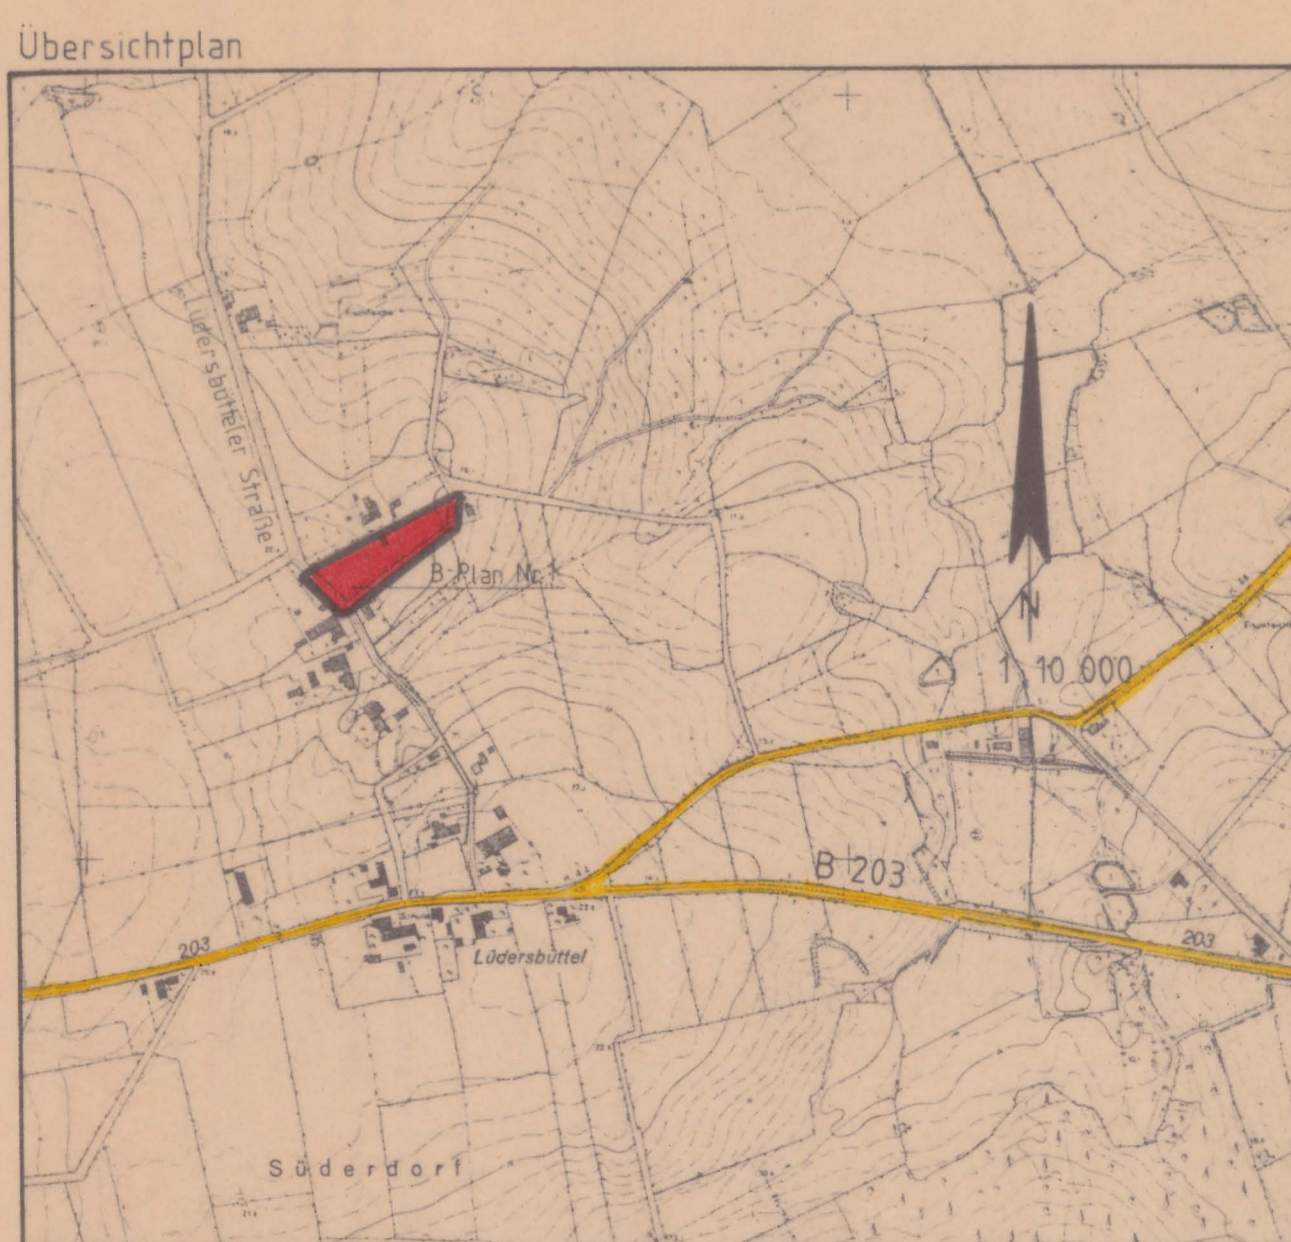 Übersichtplan
Lüdersbütteler Straße
B-Plan Nr. 1
N
1: 10 000
B 203
203
203
Lüdersbüttel
Süderdorf